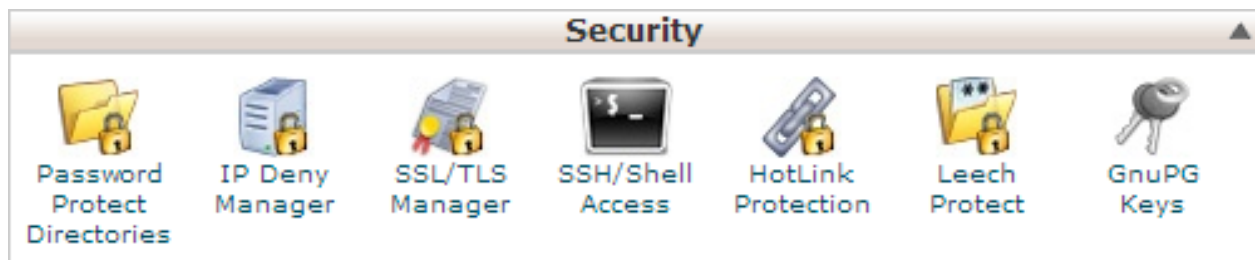 Security
Password
Protect
Directories
IP Deny
Manager
SSL/TLS
Manager
>$ _
SSH/Shell
Access
HotLink
Protection
**
Leech
Protect
GnuPG
Keys